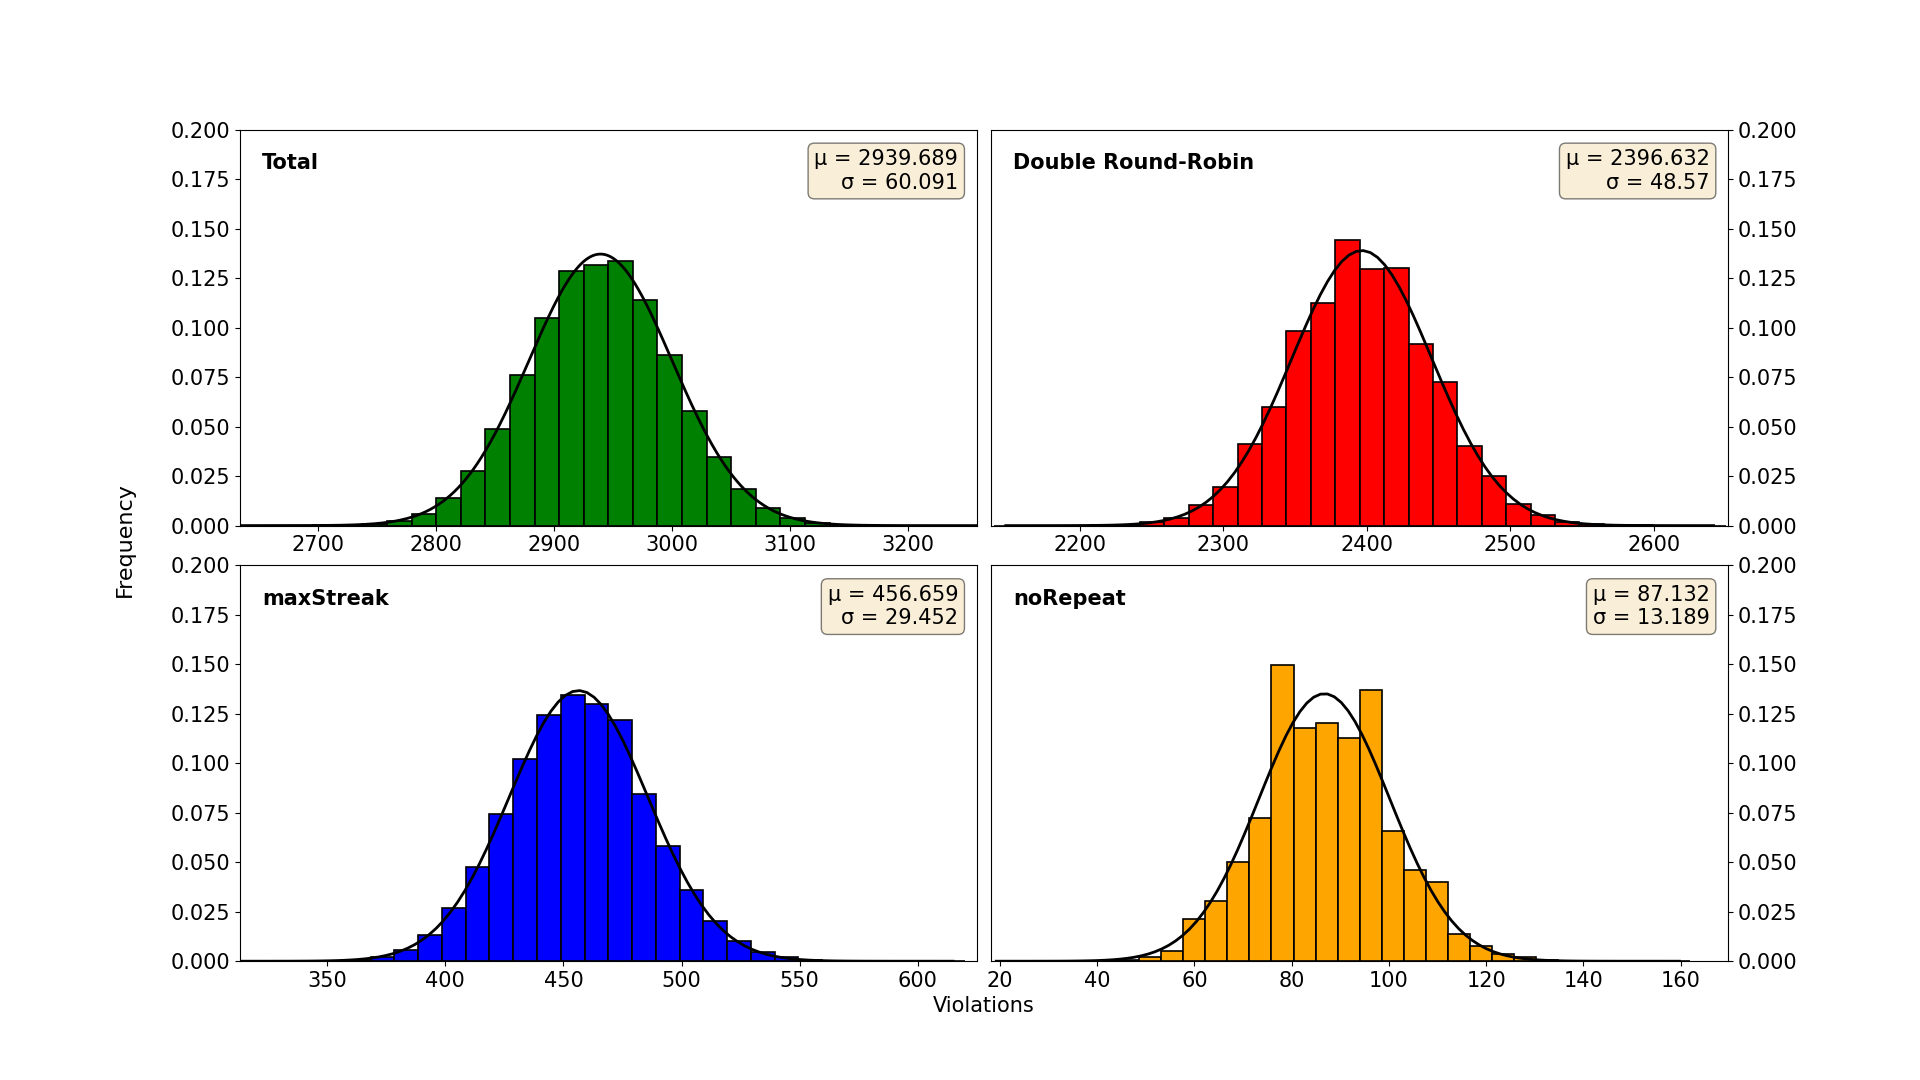 Total
μ = 2939.689
σ = 60.091
0.200
0.175
0.150
0.125
0.100
0.075
0.050
0.025
0.000
2700 2800 2900 3000 3100 3200
Double Round-Robin
μ = 2396.632
σ = 48.57
0.200
0.175
0.150
0.125
0.100
0.075
0.050
0.025
0.000
2200 2300 2400 2500 2600
Frequency
maxStreak
μ = 456.659
σ = 29.452
0.200
0.175
0.150
0.125
0.100
0.075
0.050
0.025
0.000
350 400 450 500 550 600
noRepeat
μ = 87.132
σ = 13.189
0.200
0.175
0.150
0.125
0.100
0.075
0.050
0.025
0.000
20 40 60 80 100 120 140 160
Violations